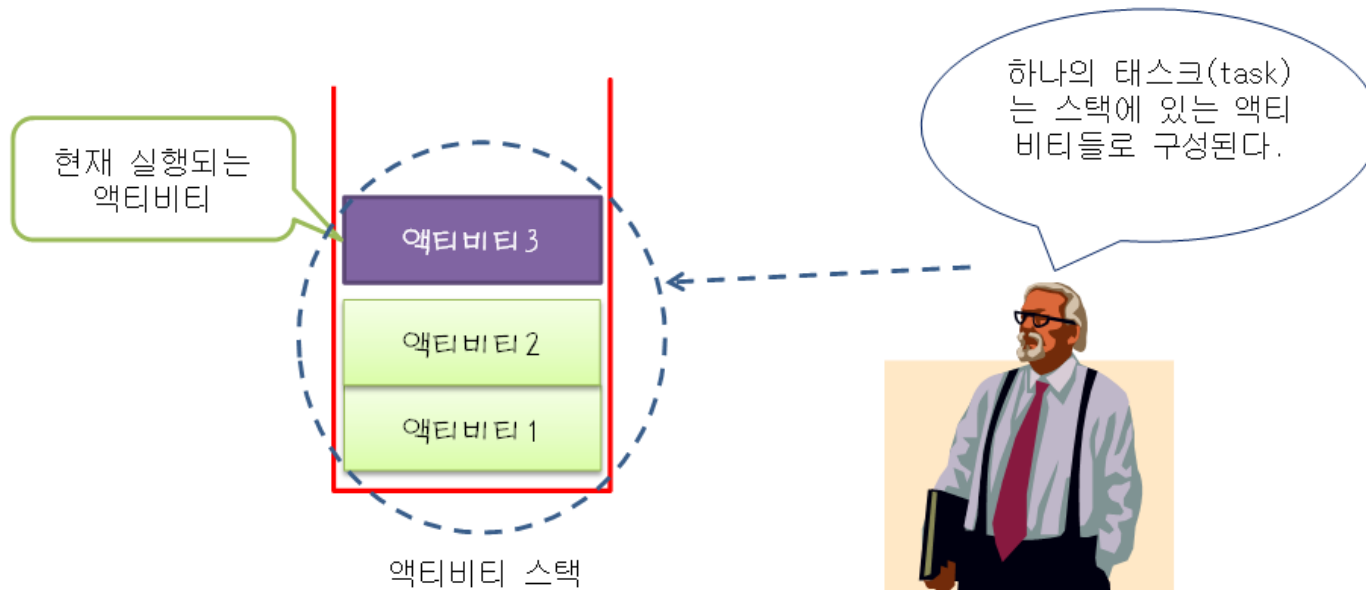 하나의 태스크(task)
는 스택에 있는 액티
비티들로 구성된다.
현재 실행되는
액티비티
액티비티3
액티비티2
액티비티1
액티비티 스택